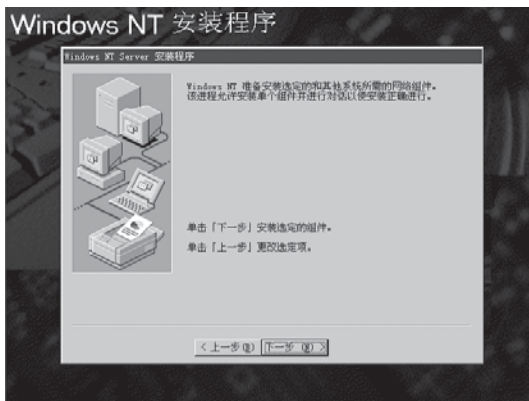 Windows NT 安装程序
Windows NT Server 安装程序
Windows NT 准备安装选定的和其他系统所需的网络组件。
该进程允许安装单个组件并进行对话以使安装正确进行。
单击「下一步」安装选定的组件。
单击「上一步」更改选定项。
< 上一步(B)
下一步 (N) >